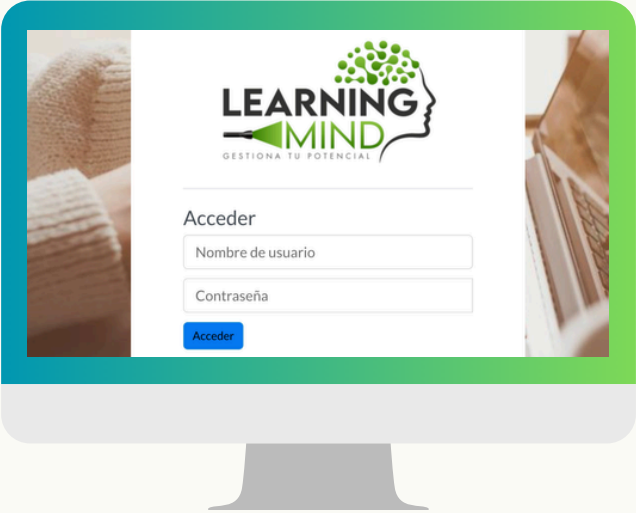 LEARNING
MIND
GESTIONA TU POTENCIAL
Acceder
Nombre de usuario
Contraseña
Acceder